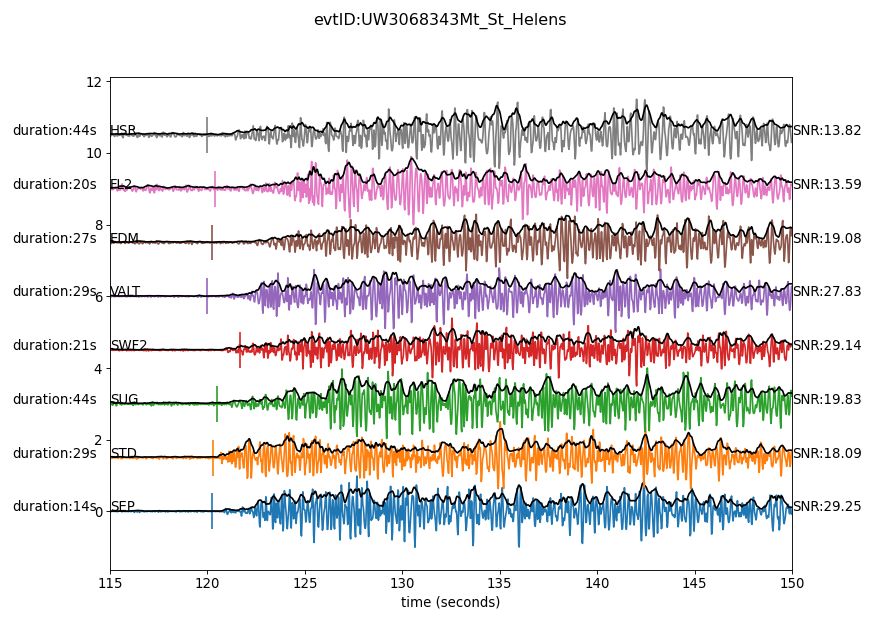 evtID:UW3068343Mt_St_Helens
12
duration:44s HSR SNR:13.82
10
duration:20s EL2 SNR:13.59
8
duration:27s EDM SNR:19.08
duration:29s VALT SNR:27.83
6
duration:21s SWF2 SNR:29.14
4
duration:44s SUG SNR:19.83
2
duration:29s STD SNR:18.09
duration:14s SEP SNR:29.25
0
115 120 125 130 135 140 145 150
time (seconds)